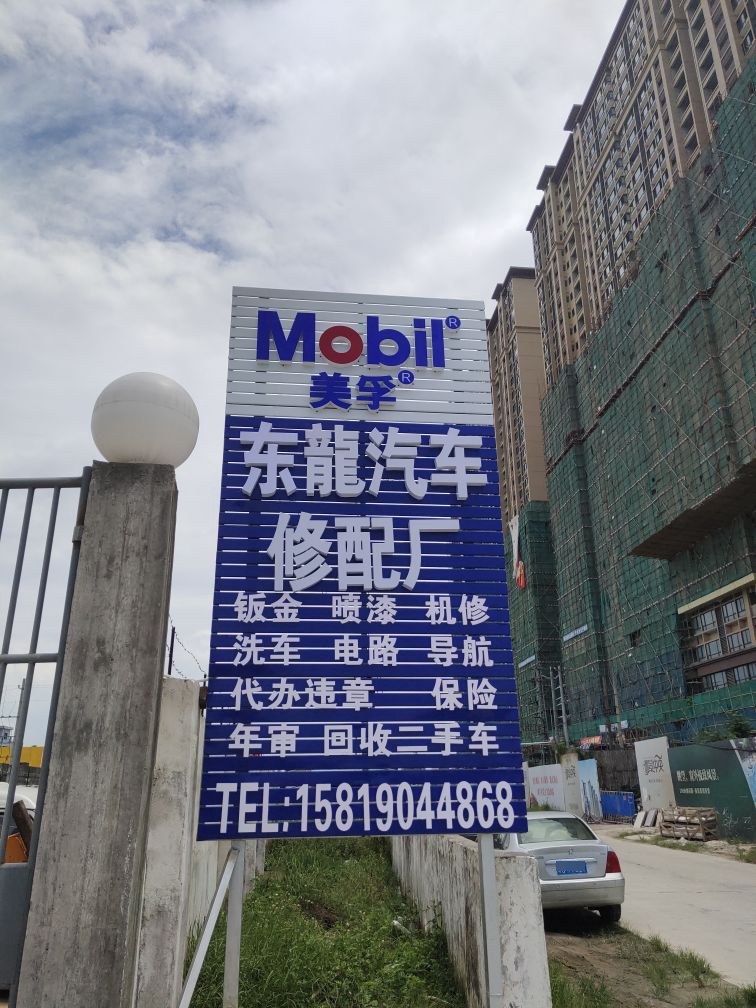 Mobil®
美孚®
东龍汽车
修配厂
钣金 喷漆 机修
洗车 电路 导航
代办违章 保险
年审 回收二手车
TEL:15819044868